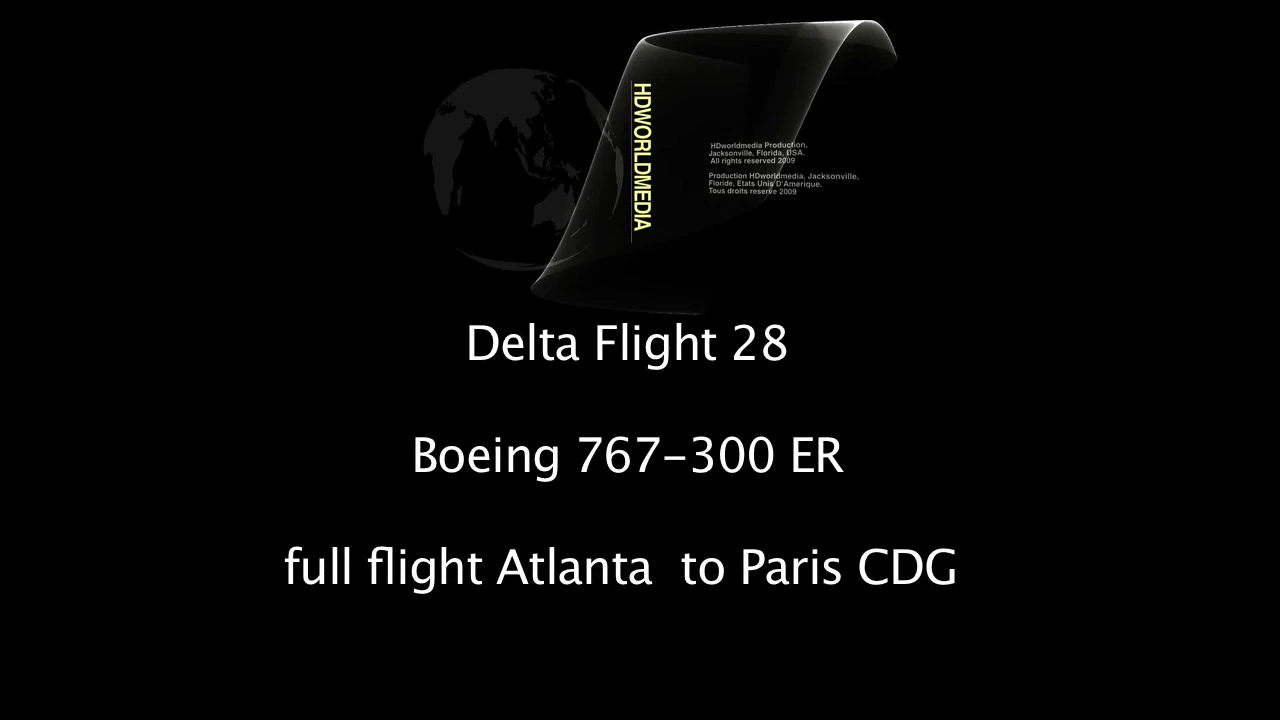 HDWORLDMEDIA
HDworldmedia Production,
Jacksonville, Florida, USA.
All rights reserved 2009
Production HDworldmedia, Jacksonville,
Floride, Etats Unis D'Amerique.
Tous droits reserve 2009
Delta Flight 28
Boeing 767-300 ER
full flight Atlanta  to Paris CDG